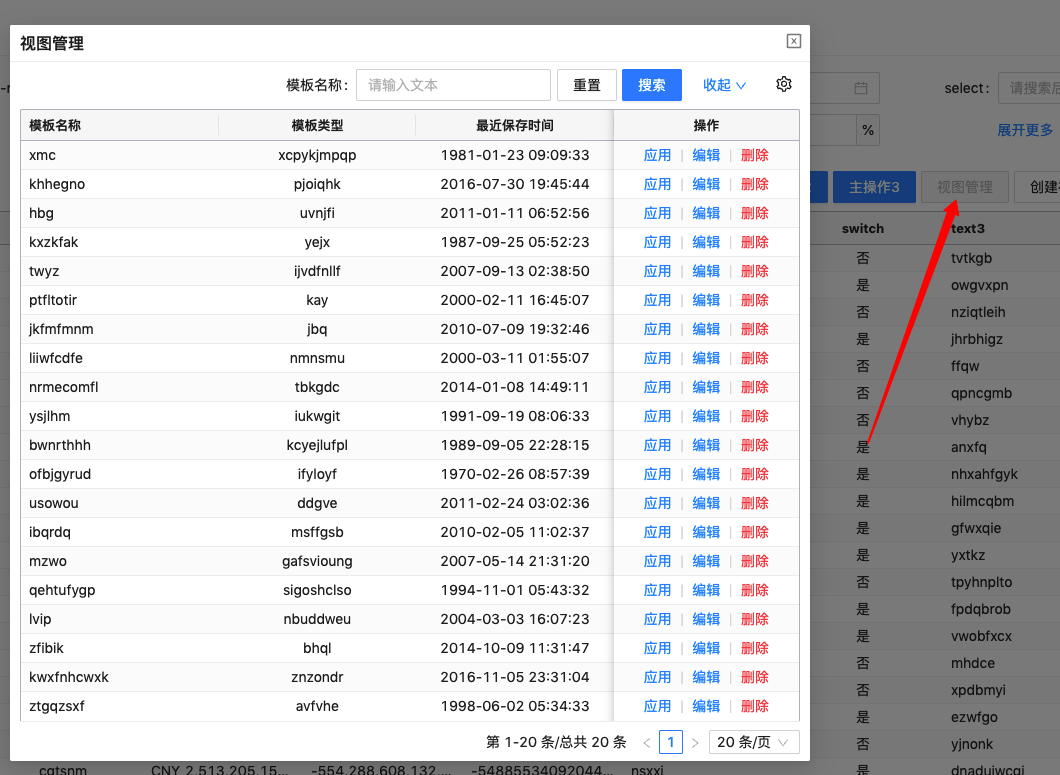 视图管理
模板名称：
请输入文本
重置
搜索
收起
模板名称 模板类型 最近保存时间 操作
xmc xcpykjmpqp 1981-01-23 09:09:33 应用 编辑 删除
khhegno pjoiqhk 2016-07-30 19:45:44 应用 编辑 删除
hbg uvnjfi 2011-01-11 06:52:56 应用 编辑 删除
kxzkfak yejx 1987-09-25 05:52:23 应用 编辑 删除
twyz ijvdfnllf 2007-09-13 02:38:50 应用 编辑 删除
ptfltotir kay 2000-02-11 16:45:07 应用 编辑 删除
jkfmfmnm jbq 2010-07-09 19:32:46 应用 编辑 删除
liiwfcdfe nmnsmu 2000-03-11 01:55:07 应用 编辑 删除
nrmecomfl tbkgdc 2014-01-08 14:49:11 应用 编辑 删除
ysjlhm iukwgit 1991-09-19 08:06:33 应用 编辑 删除
bwnrthhh kcyejlufpl 1989-09-05 22:28:15 应用 编辑 删除
ofbjgyrud ifyloyf 1970-02-26 08:57:39 应用 编辑 删除
usowou ddgve 2011-02-24 03:02:36 应用 编辑 删除
ibqrdq msffgsb 2010-02-05 11:02:37 应用 编辑 删除
mzwo gafsvioung 2007-05-14 21:31:20 应用 编辑 删除
qehtufygp sigoshclso 1994-11-01 05:43:32 应用 编辑 删除
lvip nbuddweu 2004-03-03 16:07:23 应用 编辑 删除
zfibik bhql 2014-10-09 11:31:47 应用 编辑 删除
kwxfnhcwxk znzondr 2016-11-05 23:31:04 应用 编辑 删除
ztgqzsxf avfvhe 1998-06-02 05:34:33 应用 编辑 删除
第 1-20 条/总共 20 条 < 1 > 20 条/页
select：
请搜索后
%
展开更多
主操作3
视图管理
创建
switch text3
否 tvtkgb
是 owgvxpn
否 nziqtleih
是 jhrbhigz
否 ffqw
否 qpncgmb
否 vhybz
是 anxfq
是 nhxahfgyk
是 hilmcqbm
是 gfwxqie
是 yxtkz
否 tpyhnplto
是 fpdqbrob
是 vwobfxcx
否 mhdce
否 xpdbmyi
是 ezwfgo
否 yjnonk
cqtsnm CNY 2,513,205,15... -554,288,608,132,... -54885534092044... nsxxj 是 dnaduiwcqi